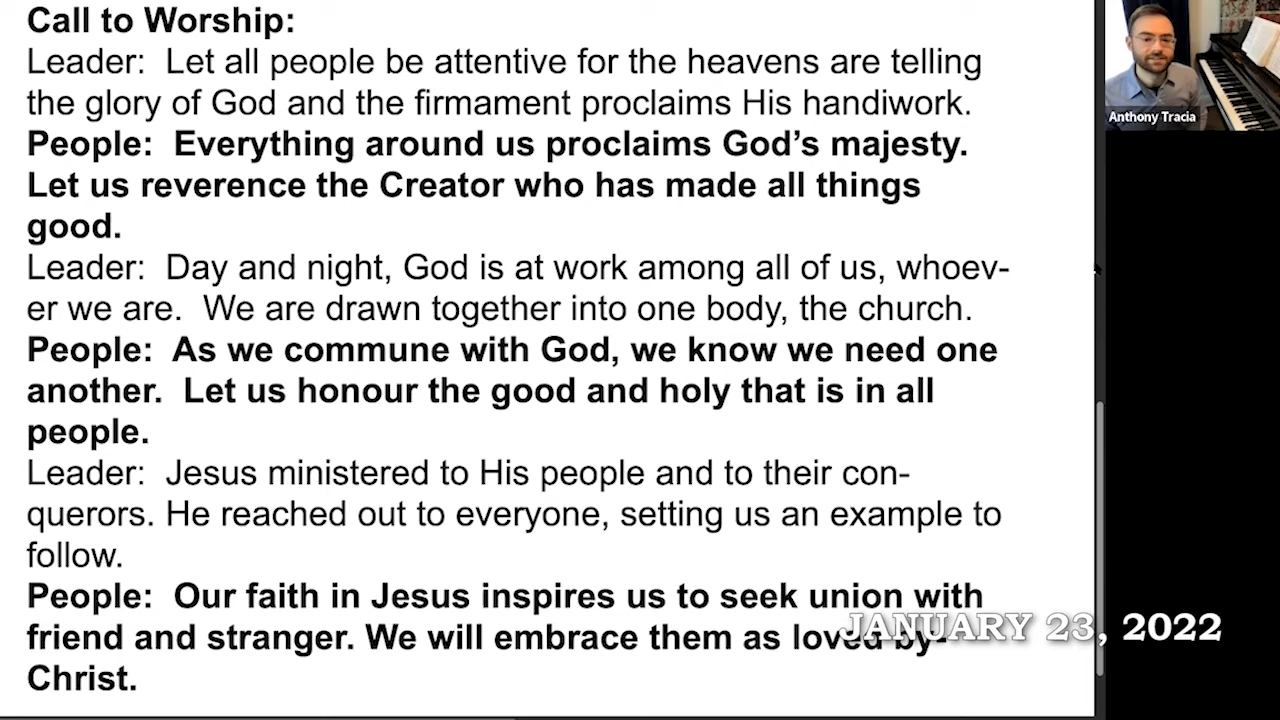 Call to Worship:
Leader:  Let all people be attentive for the heavens are telling
the glory of God and the firmament proclaims His handiwork.
People:  Everything around us proclaims God’s majesty.
Let us reverence the Creator who has made all things
good.
Leader:  Day and night, God is at work among all of us, whoev-
er we are.  We are drawn together into one body, the church.
People:  As we commune with God, we know we need one
another.  Let us honour the good and holy that is in all
people.
Leader:  Jesus ministered to His people and to their con-
querors. He reached out to everyone, setting us an example to
follow.
People:  Our faith in Jesus inspires us to seek union with
friend and stranger. We will embrace them as loved by-
Christ.
Anthony Tracia
JANUARY 23, 2022